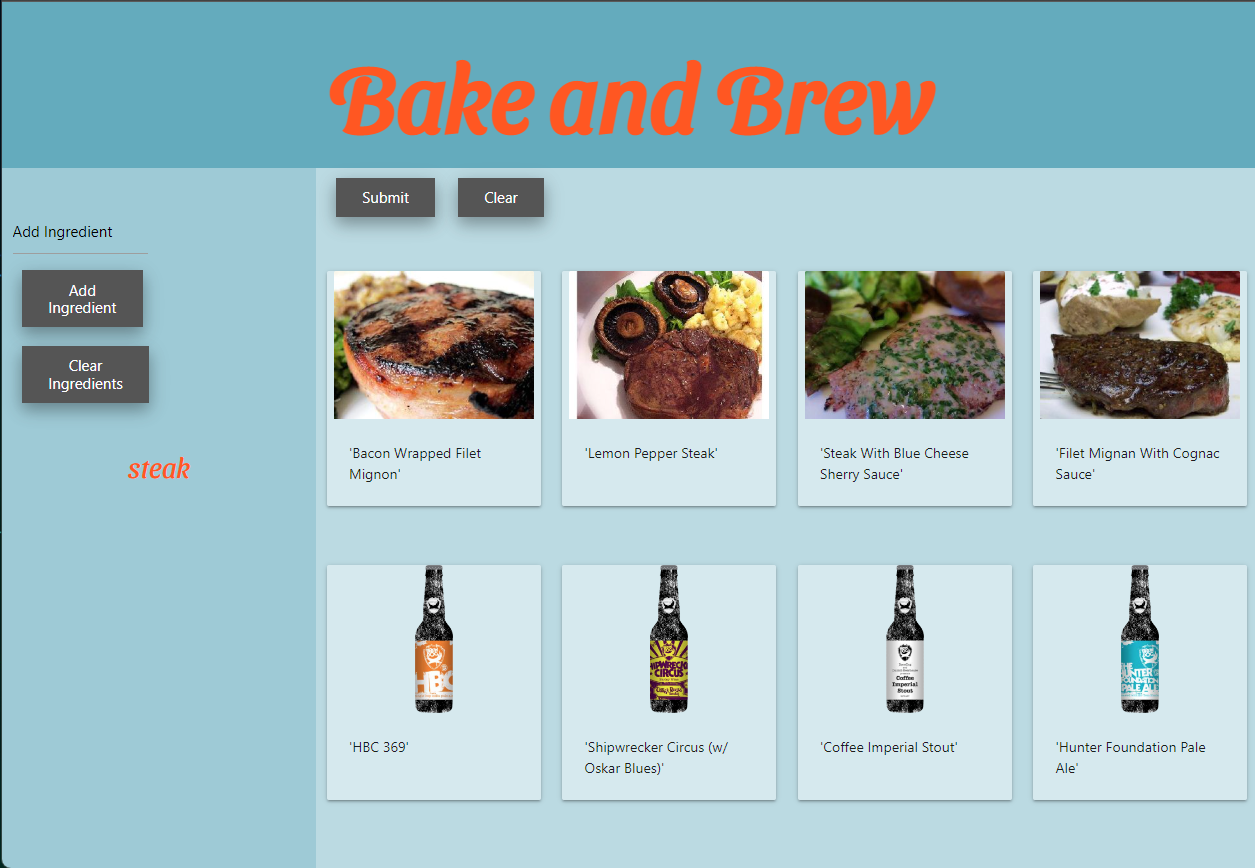 Bake and Brew
Submit
Clear
Add Ingredient
Add
Ingredient
Clear
Ingredients
steak
'Bacon Wrapped Filet
Mignon'
'Lemon Pepper Steak'
'Steak With Blue Cheese
Sherry Sauce'
'Filet Mignan With Cognac
Sauce'
HBC
CIRCUS
Coffee
Imperial
Stout
THE
HUNTER
FOUNDATION
PALE ALE
'HBC 369'
'Shipwrecker Circus (w/
Oskar Blues)'
'Coffee Imperial Stout'
'Hunter Foundation Pale
Ale'